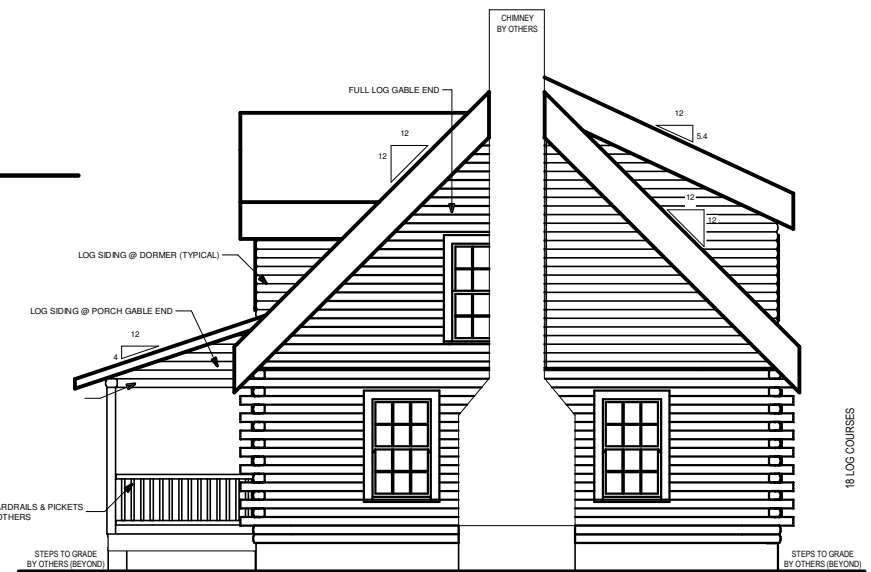 CHIMNEY
BY OTHERS
FULL LOG GABLE END
12
5.4
12
12
12
12
LOG SIDING @ DORMER (TYPICAL)
LOG SIDING @ PORCH GABLE END
12
4
18 LOG COURSES
ARDRAILS & PICKETS
OTHERS
STEPS TO GRADE
BY OTHERS (BEYOND)
STEPS TO GRADE
BY OTHERS (BEYOND)